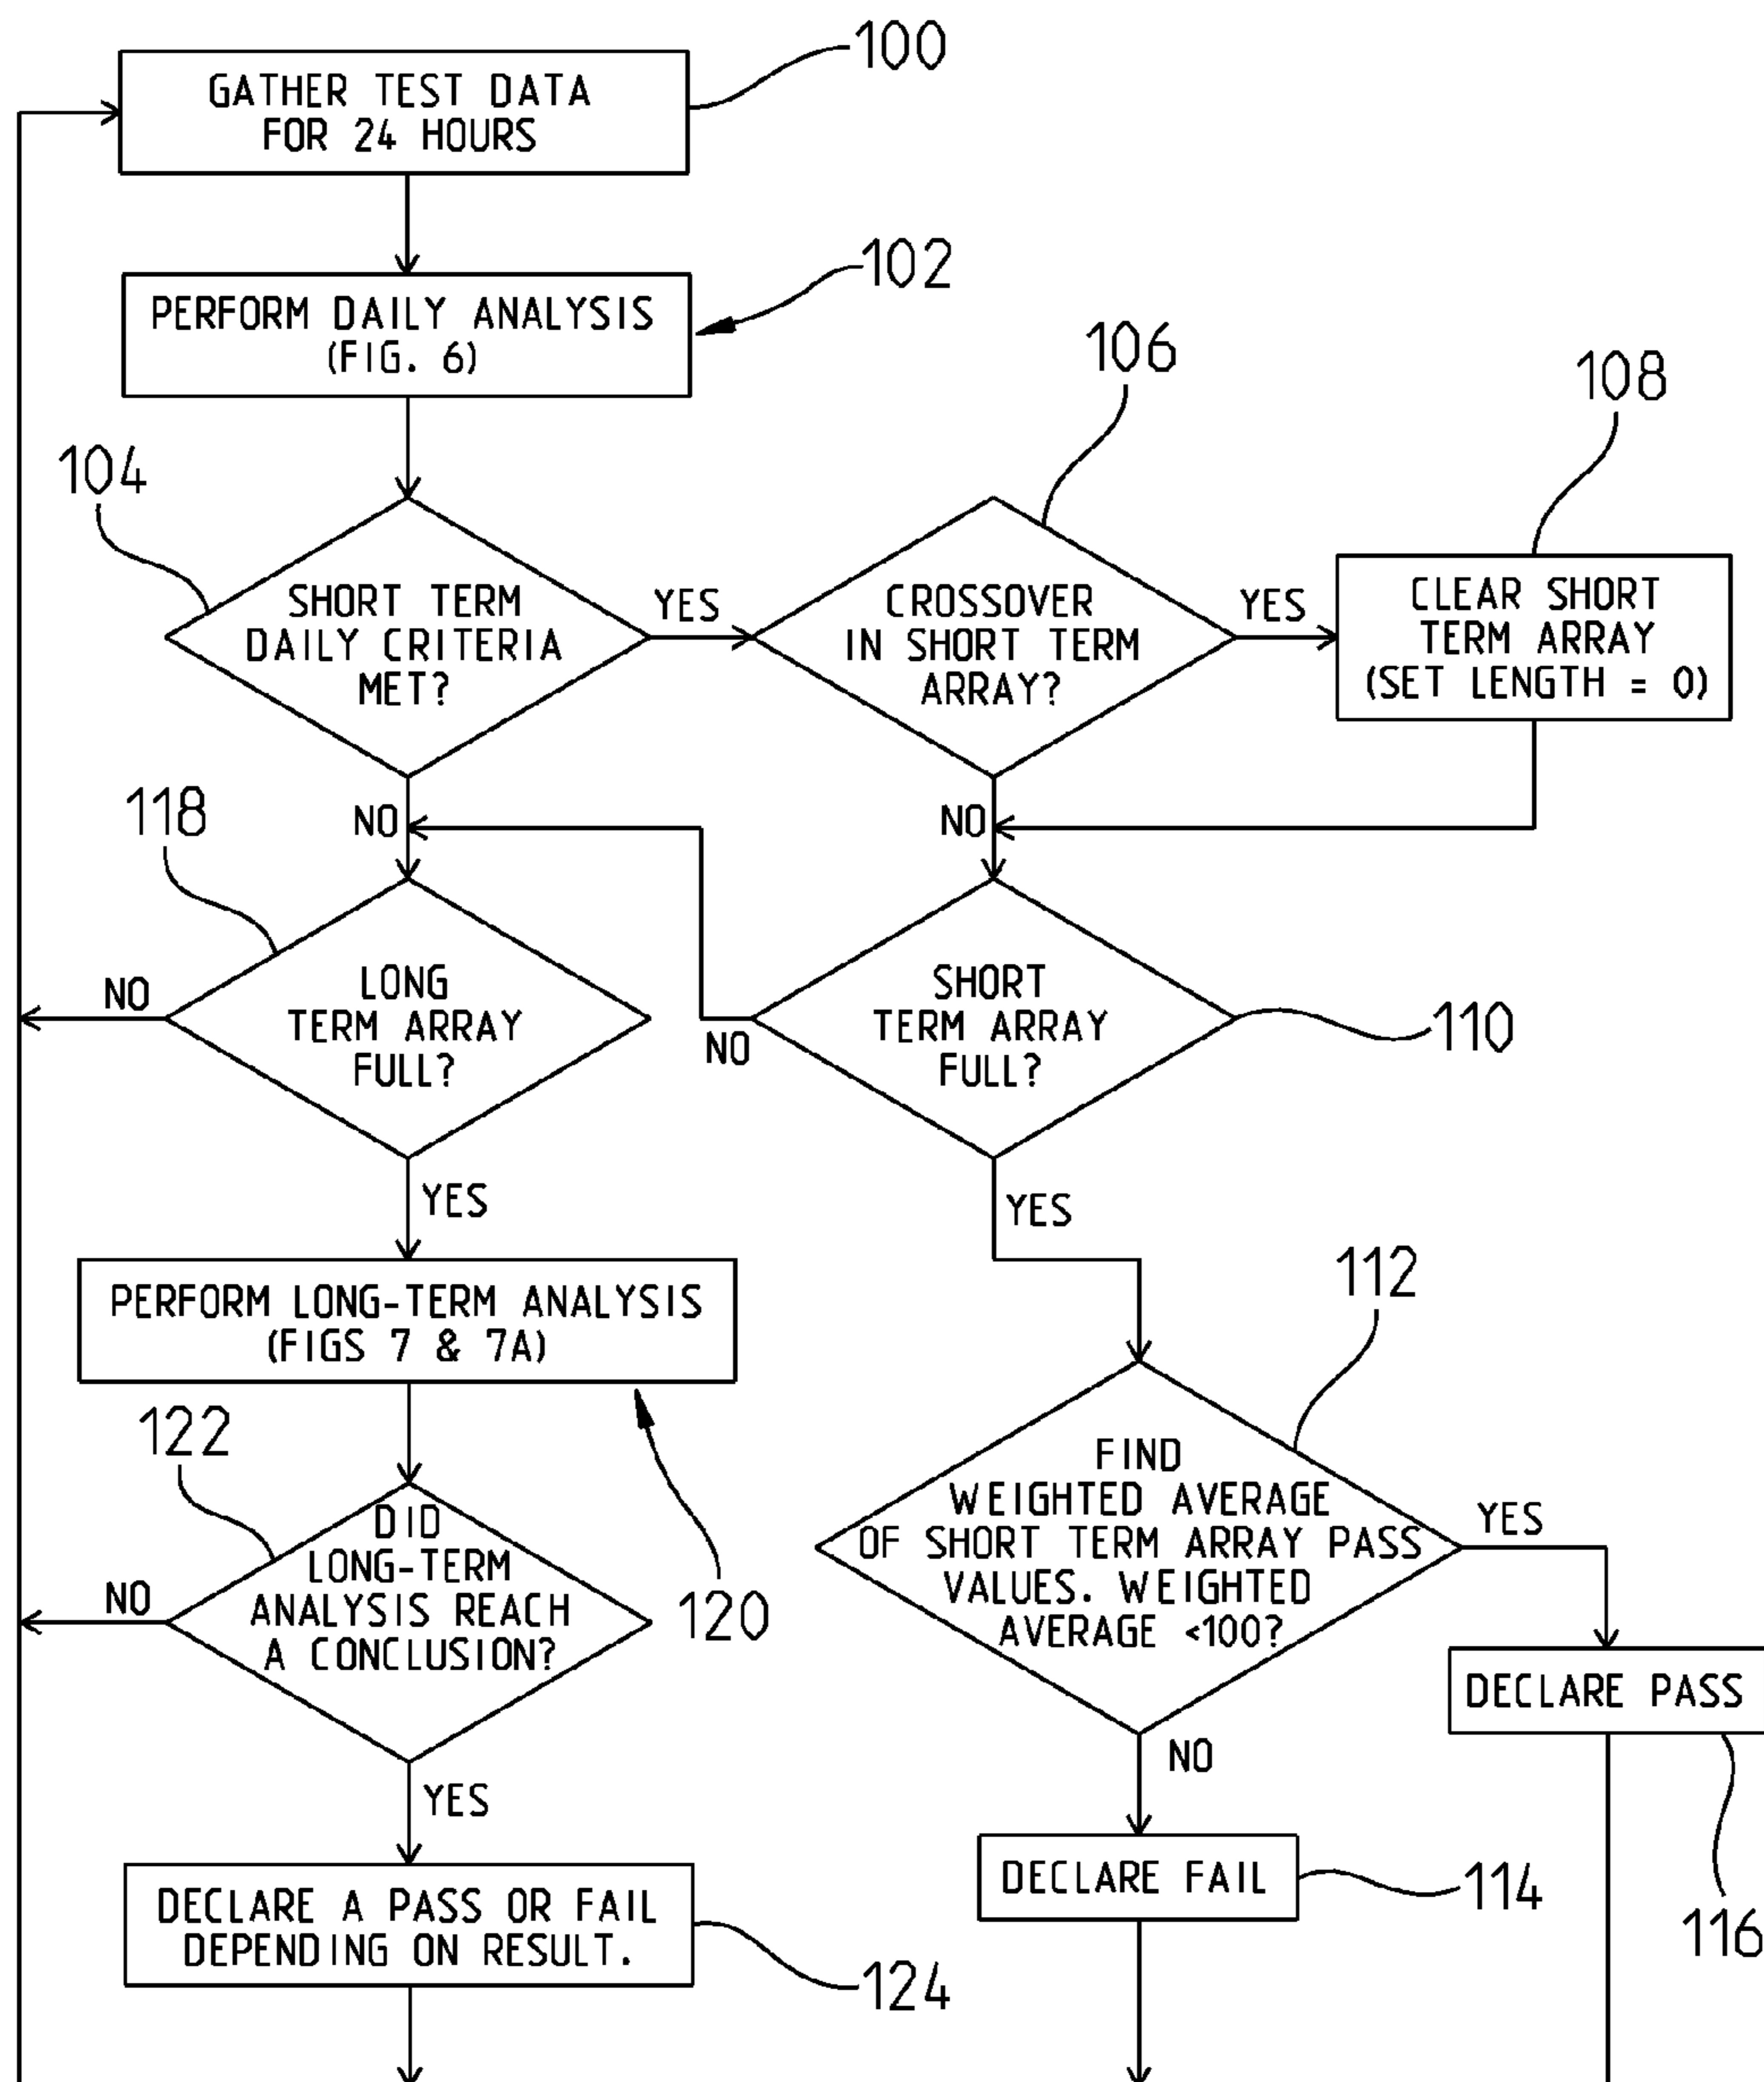 100
GATHER TEST DATA
FOR 24 HOURS
102
PERFORM DAILY ANALYSIS
(FIG. 6)
106
108
104
SHORT TERM
DAILY CRITERIA
MET?
YES
CROSSOVER
IN SHORT TERM
ARRAY?
YES
CLEAR SHORT
TERM ARRAY
(SET LENGTH = 0)
118
NO
NO
LONG
TERM ARRAY
FULL?
NO
SHORT
TERM ARRAY
FULL?
NO
110
YES
YES
PERFORM LONG-TERM ANALYSIS
(FIGS 7 & 7A)
112
122
DID
LONG-TERM
ANALYSIS REACH
A CONCLUSION?
NO
120
FIND
WEIGHTED AVERAGE
OF SHORT TERM ARRAY PASS
VALUES. WEIGHTED
AVERAGE <100?
YES
DECLARE PASS
NO
YES
DECLARE FAIL
114
116
DECLARE A PASS OR FAIL
DEPENDING ON RESULT.
124